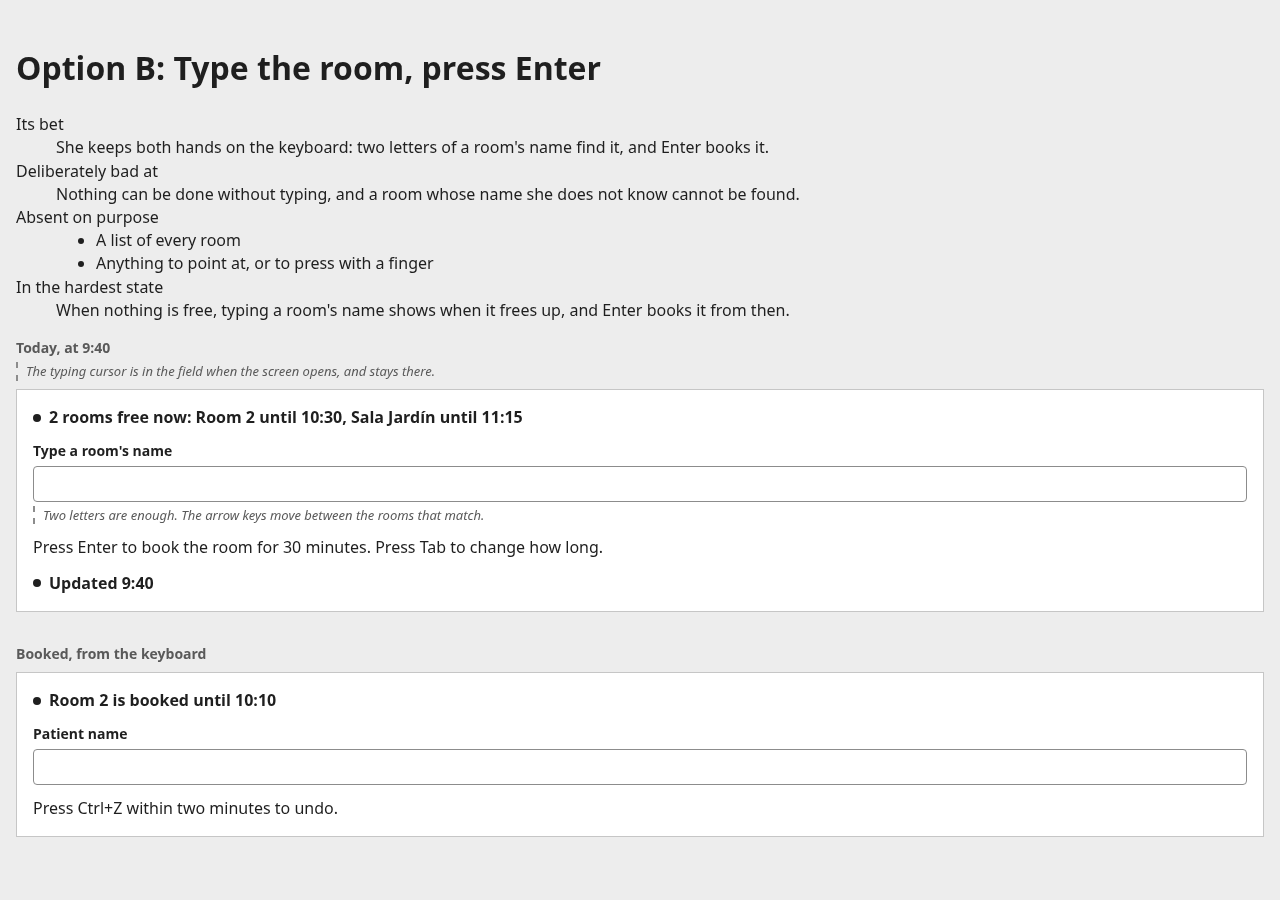 Option B: Type the room, press Enter
Its bet
She keeps both hands on the keyboard: two letters of a room's name find it, and Enter books it.
Deliberately bad at
Nothing can be done without typing, and a room whose name she does not know cannot be found.
Absent on purpose
A list of every room
Anything to point at, or to press with a finger
In the hardest state
When nothing is free, typing a room's name shows when it frees up, and Enter books it from then.
Today, at 9:40
The typing cursor is in the field when the screen opens, and stays there.
2 rooms free now: Room 2 until 10:30, Sala Jardín until 11:15
Type a room's name
Two letters are enough. The arrow keys move between the rooms that match.
Press Enter to book the room for 30 minutes. Press Tab to change how long.
Updated 9:40
Booked, from the keyboard
Room 2 is booked until 10:10
Patient name
Press Ctrl+Z within two minutes to undo.